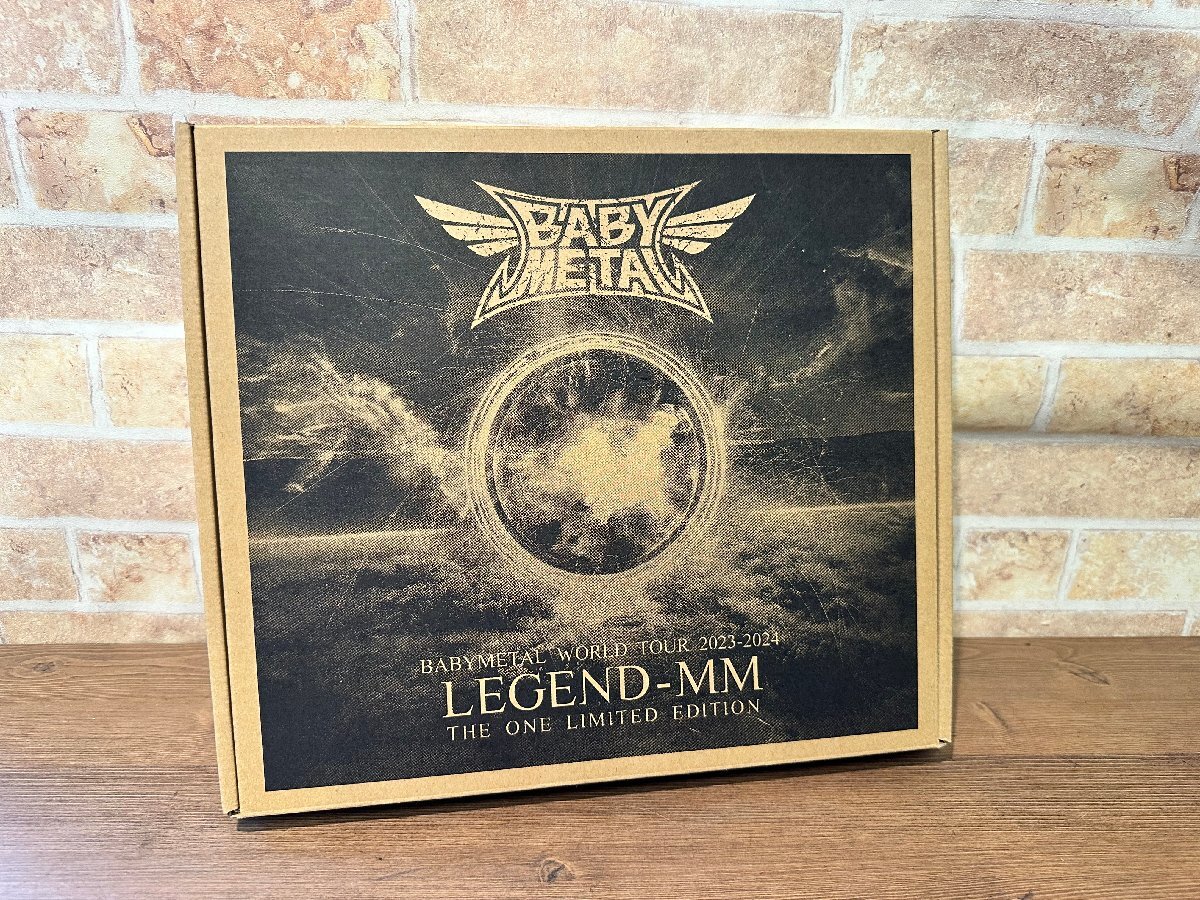 BABY
METAL
BABYMETAL WORLD TOUR 2023-2024
LEGEND-MM
THE ONE LIMITED EDITION